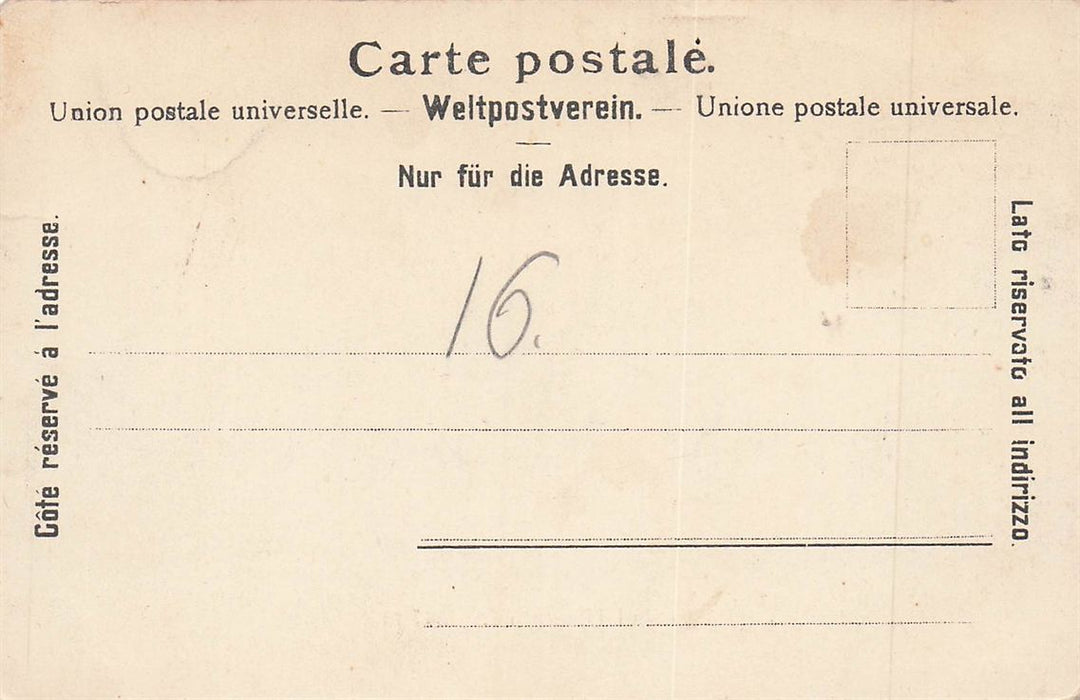 Carte postale.
Union postale universelle. — Weltpostverein. — Unione postale universale.
Nur für die Adresse.
Côté réservé á l'adresse.
Lato riservato all indirizzo.
16.